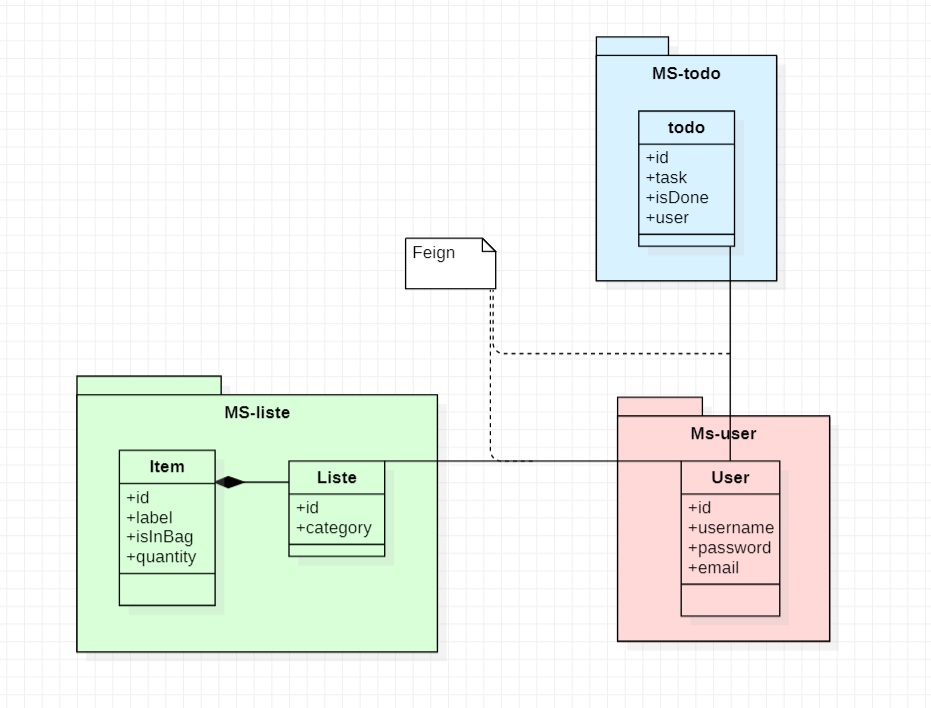 MS-todo
todo
+id
+task
+isDone
+user
Feign
MS-liste
Item
+id
+label
+isInBag
+quantity
Liste
+id
+category
Ms-user
User
+id
+username
+password
+email